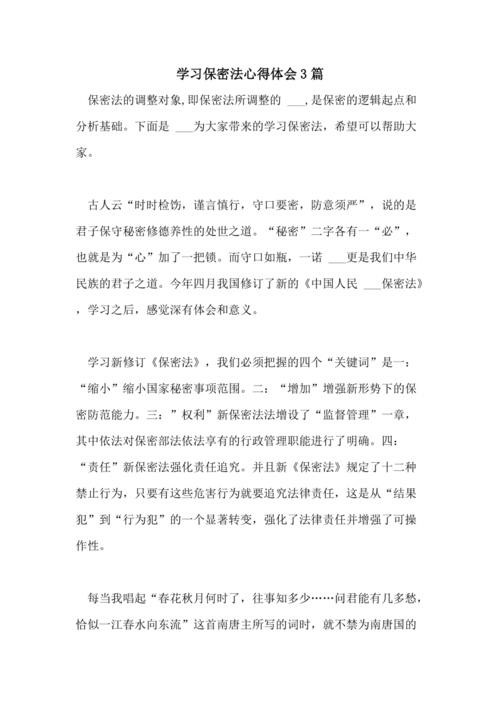 学习保密法心得体会3篇
保密法的调整对象,即保密法所调整的 ___,是保密的逻辑起点和
分析基础。下面是 ___为大家带来的学习保密法，希望可以帮助大
家。
古人云“时时检饬，谨言慎行，守口要密，防意须严”，说的是
君子保守秘密修德养性的处世之道。“秘密”二字各有一“必”，
也就是为“心”加了一把锁。而守口如瓶，一诺 ___更是我们中华
民族的君子之道。今年四月我国修订了新的《中国人民 ___保密法》
，学习之后，感觉深有体会和意义。
学习新修订《保密法》，我们必须把握的四个“关键词”是一：
“缩小”缩小国家秘密事项范围。二：“增加”增强新形势下的保
密防范能力。三：”权利”新保密法法增设了“监督管理”一章，
其中依法对保密部法依法享有的行政管理职能进行了明确。四：
“责任”新保密法强化责任追究。并且新《保密法》规定了十二种
禁止行为，只要有这些危害行为就要追究法律责任，这是从“结果
犯”到“行为犯”的一个显著转变，强化了法律责任并增强了可操
作性。
每当我唱起“春花秋月何时了，往事知多少……问君能有几多愁，
恰似一江春水向东流”这首南唐主所写的词时，就不禁为南唐国的